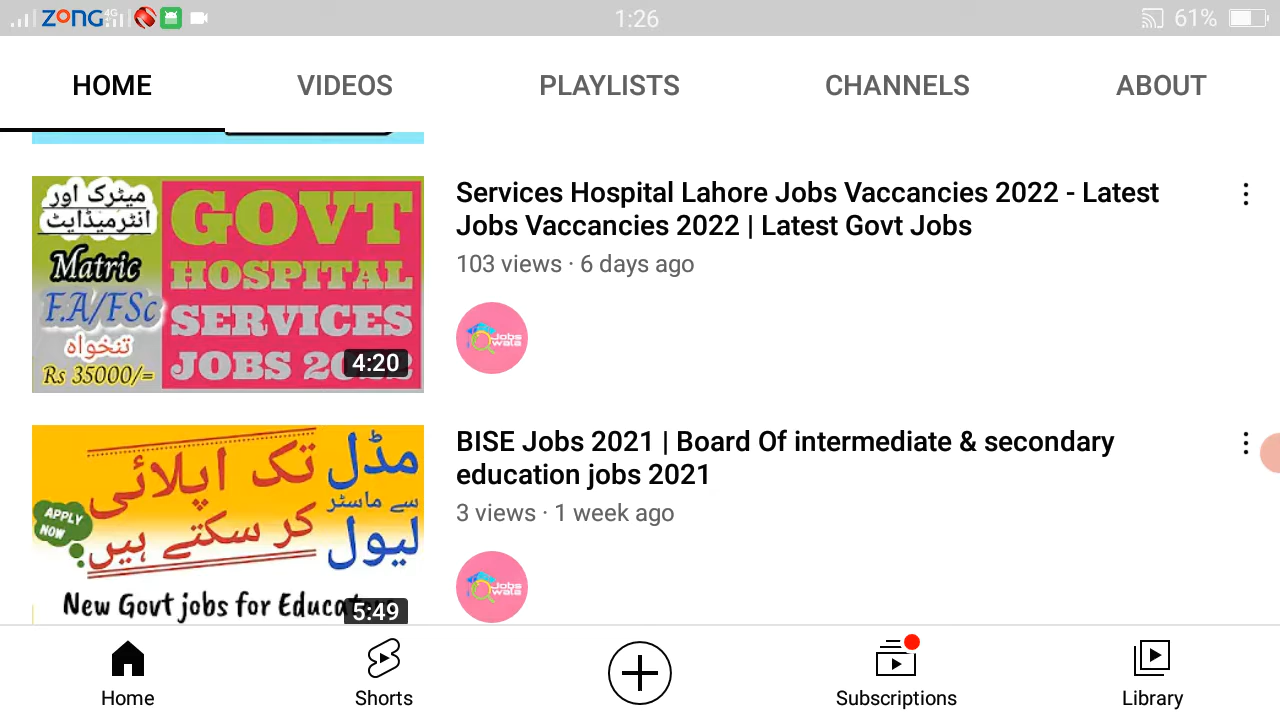 ZONG 4G 1:26 61%
HOME VIDEOS PLAYLISTS CHANNELS ABOUT
میٹرک اور
انٹرمیڈایٹ
Matric
F.A/FSc
تنخواہ
Rs 35000/=
GOVT
HOSPITAL
SERVICES
JOBS
4:20
Services Hospital Lahore Jobs Vaccancies 2022 - Latest
Jobs Vaccancies 2022 | Latest Govt Jobs
103 views · 6 days ago
Jobs
wala
مڈل تک اپلائی
سے ماسٹر
لیول کر سکتے ہیں
APPLY
NOW
New Govt jobs for
5:49
BISE Jobs 2021 | Board Of intermediate & secondary
education jobs 2021
3 views · 1 week ago
Jobs
wala
Home Shorts Subscriptions Library